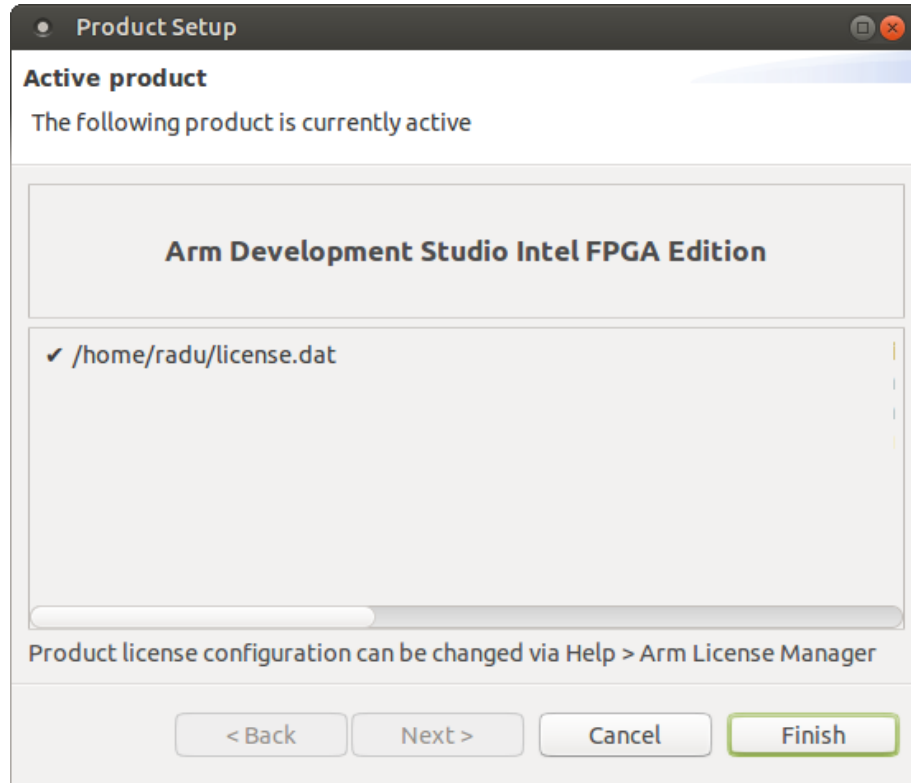 Product Setup
Active product
The following product is currently active
Arm Development Studio Intel FPGA Edition
✔ /home/radu/license.dat
Product license configuration can be changed via Help > Arm License Manager
< Back Next > Cancel Finish